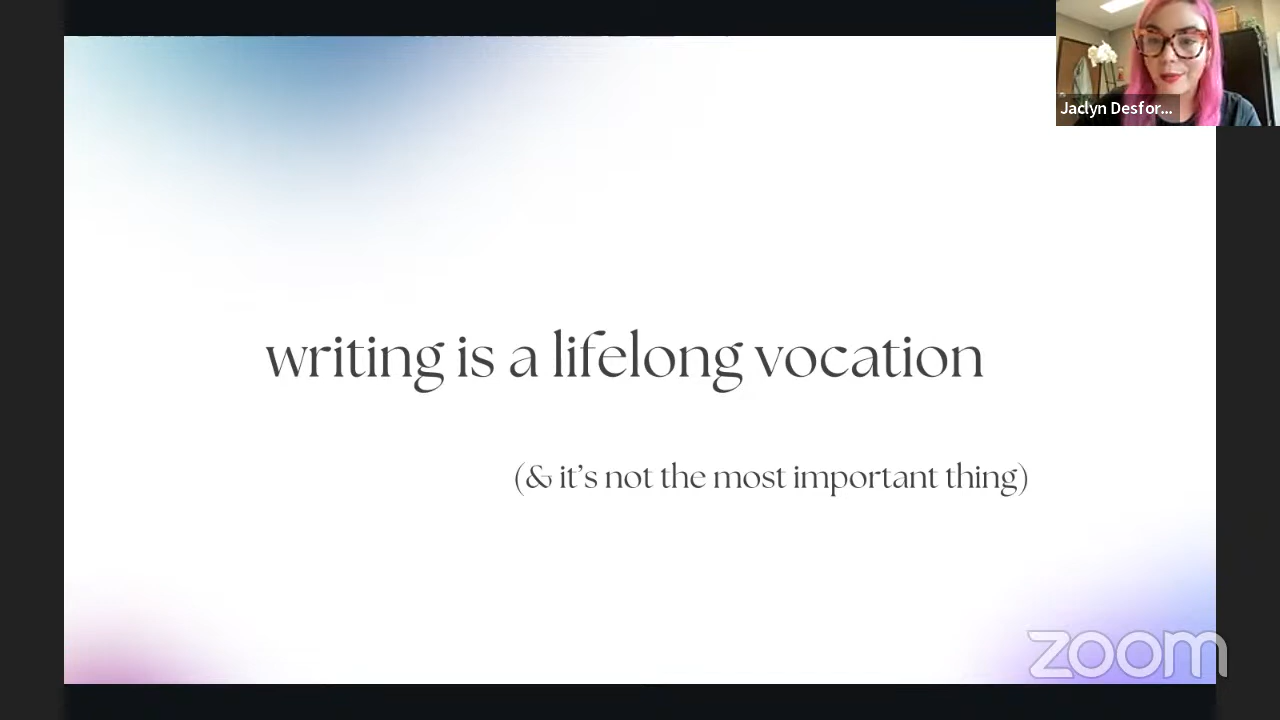 Jaclyn Desfor...
writing is a lifelong vocation
(& it’s not the most important thing)
zoom